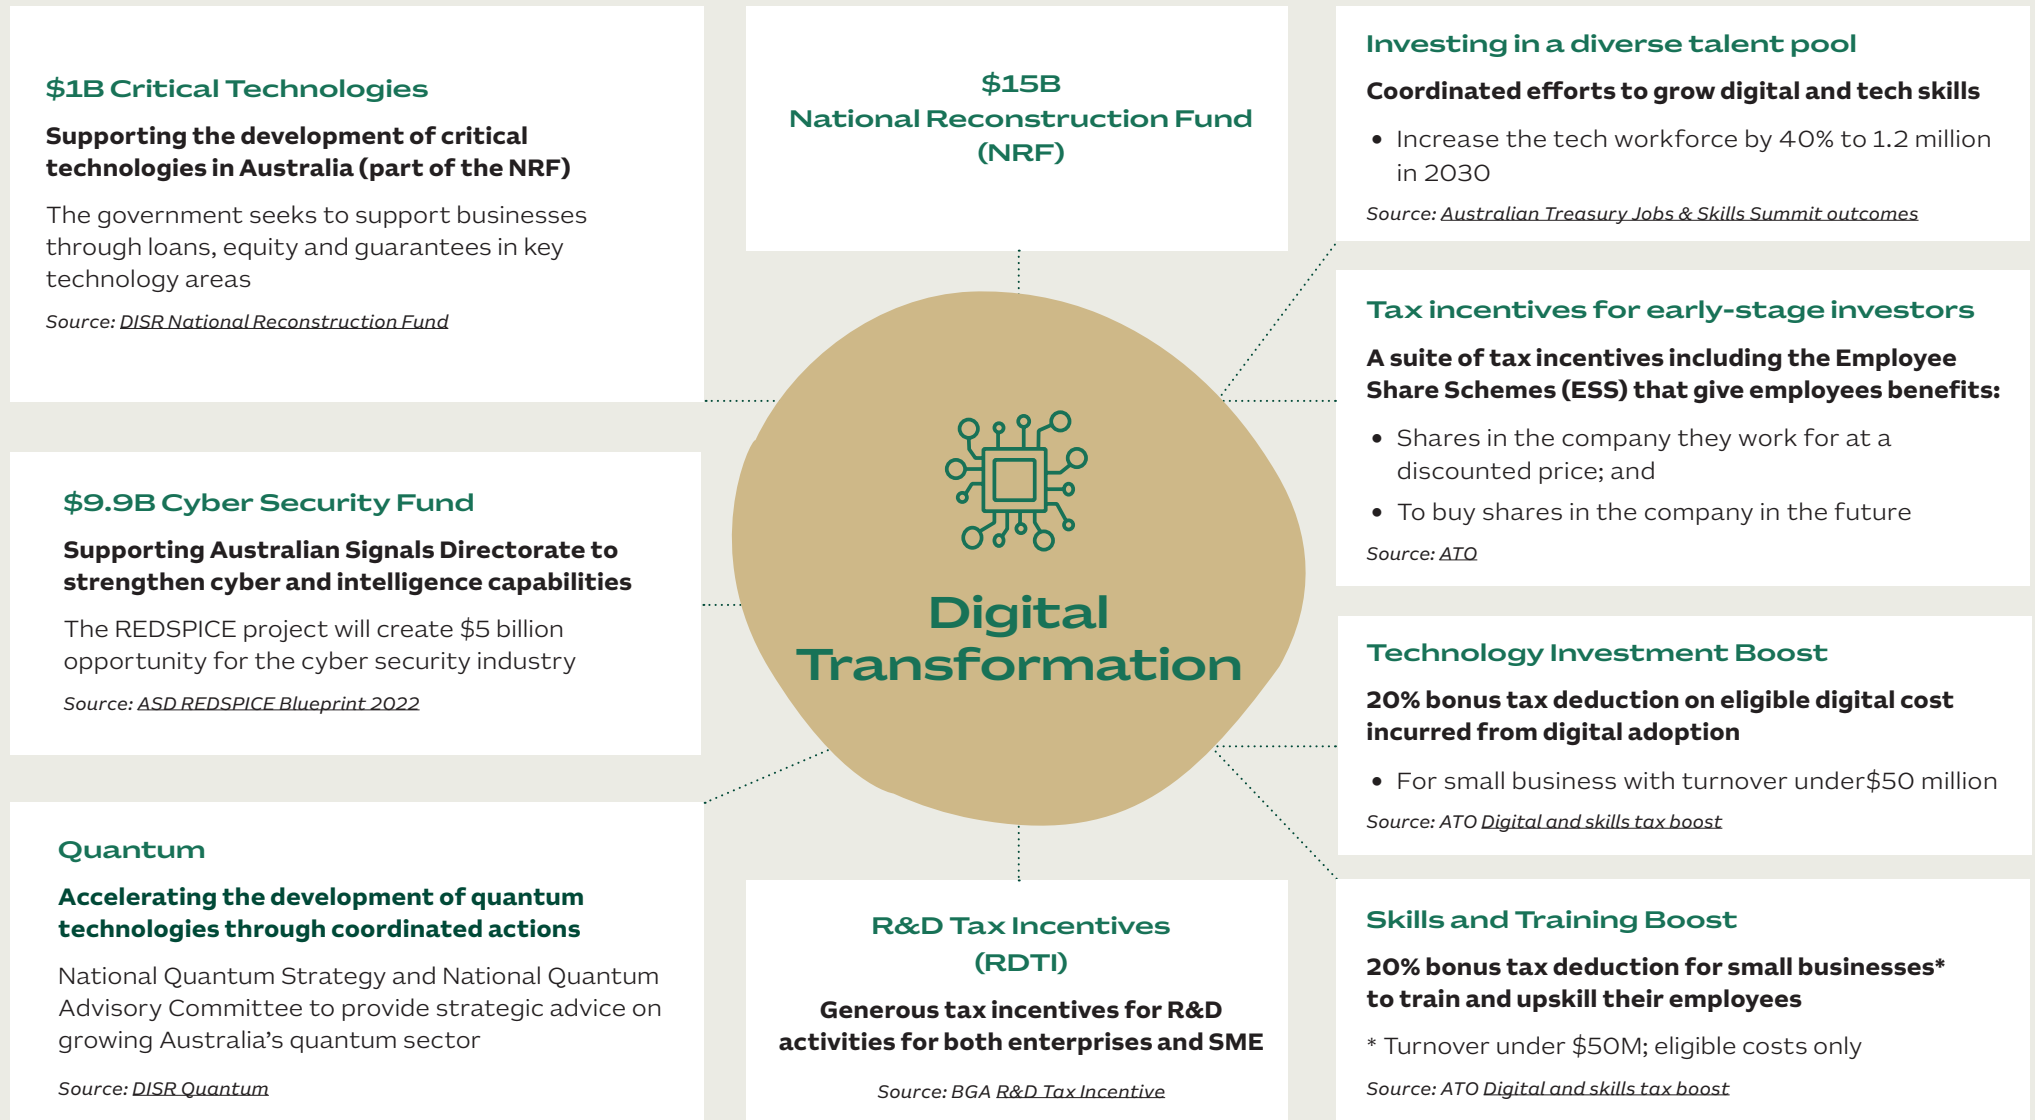 $1B Critical Technologies
Supporting the development of critical
technologies in Australia (part of the NRF)
The government seeks to support businesses
through loans, equity and guarantees in key
technology areas
Source: DISR National Reconstruction Fund
$9.9B Cyber Security Fund
Supporting Australian Signals Directorate to
strengthen cyber and intelligence capabilities
The REDSPICE project will create $5 billion
opportunity for the cyber security industry
Source: ASD REDSPICE Blueprint 2022
Quantum
Accelerating the development of quantum
technologies through coordinated actions
National Quantum Strategy and National Quantum
Advisory Committee to provide strategic advice on
growing Australia's quantum sector
Source: DISR Quantum
$15B
National Reconstruction Fund
(NRF)
Digital
Transformation
R&D Tax Incentives
(RDTI)
Generous tax incentives for R&D
activities for both enterprises and SME
Source: BGA R&D Tax Incentive
Investing in a diverse talent pool
Coordinated efforts to grow digital and tech skills
• Increase the tech workforce by 40% to 1.2 million
in 2030
Source: Australian Treasury Jobs & Skills Summit outcomes
Tax incentives for early-stage investors
A suite of tax incentives including the Employee
Share Schemes (ESS) that give employees benefits:
• Shares in the company they work for at a
discounted price; and
• To buy shares in the company in the future
Source: ATO
Technology Investment Boost
20% bonus tax deduction on eligible digital cost
incurred from digital adoption
• For small business with turnover under$50 million
Source: ATO Digital and skills tax boost
Skills and Training Boost
20% bonus tax deduction for small businesses*
to train and upskill their employees
* Turnover under $50M; eligible costs only
Source: ATO Digital and skills tax boost